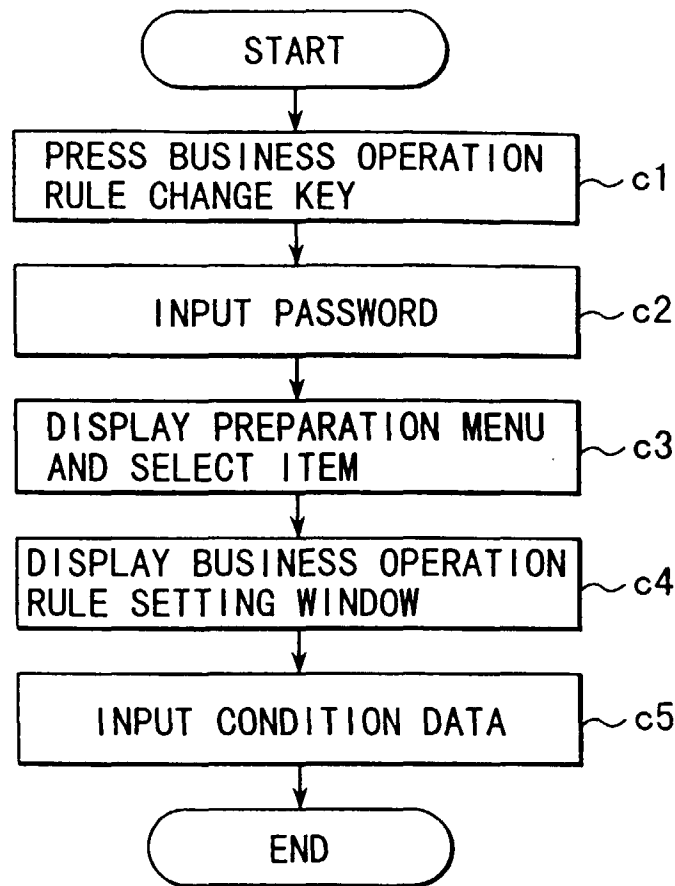 START
PRESS BUSINESS OPERATION
RULE CHANGE KEY
c1
INPUT PASSWORD
c2
DISPLAY PREPARATION MENU
AND SELECT ITEM
c3
DISPLAY BUSINESS OPERATION
RULE SETTING WINDOW
c4
INPUT CONDITION DATA
c5
END